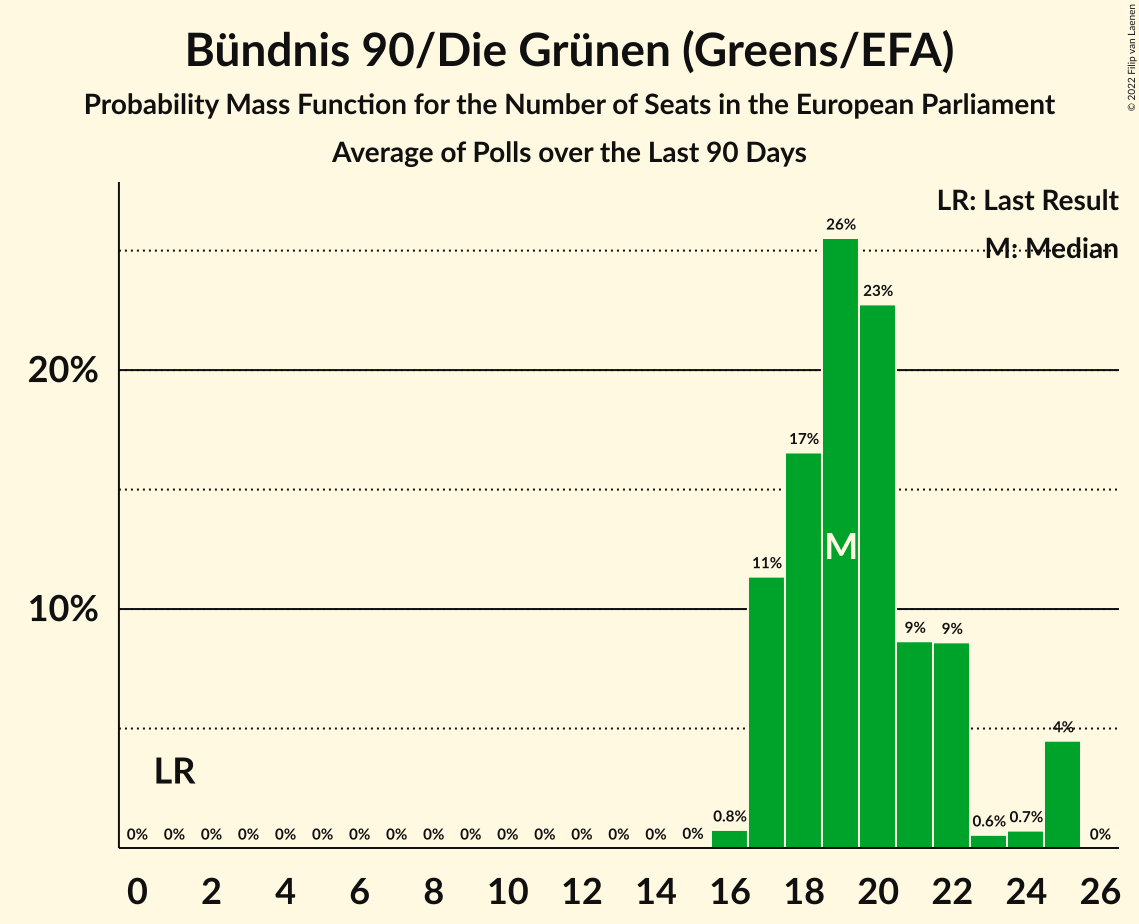 Bündnis 90/Die Grünen (Greens/EFA)
Probability Mass Function for the Number of Seats in the European Parliament
Average of Polls over the Last 90 Days
© 2022 Filip van Laenen
LR: Last Result
M: Median
26%
23%
20%
17%
M
11%
10%
9% 9%
4%
LR
0% 0% 0% 0% 0% 0% 0% 0% 0% 0% 0% 0% 0% 0% 0% 0% 0.8% 0.6% 0.7% 0%
0 2 4 6 8 10 12 14 16 18 20 22 24 26